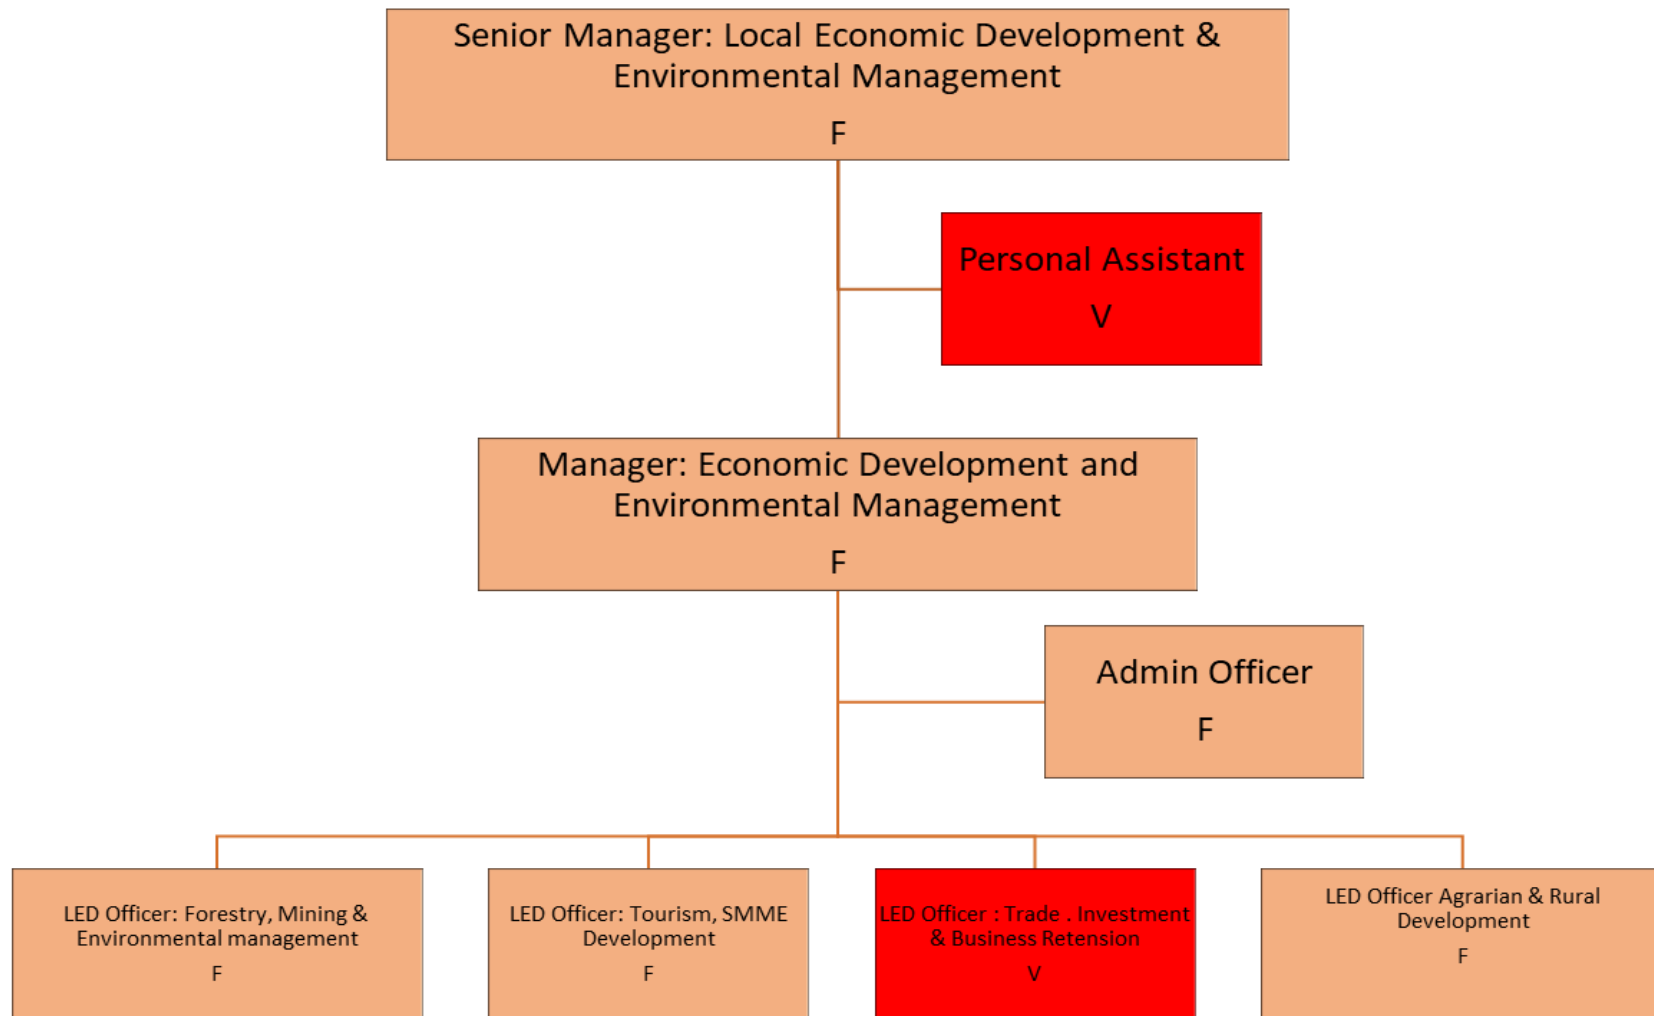 Senior Manager: Local Economic Development &
Environmental Management
F
Personal Assistant
V
Manager: Economic Development and
Environmental Management
F
Admin Officer
F
LED Officer: Forestry, Mining &
Environmental management
F
LED Officer: Tourism, SMME
Development
F
LED Officer : Trade . Investment
& Business Retension
V
LED Officer Agrarian & Rural
Development
F